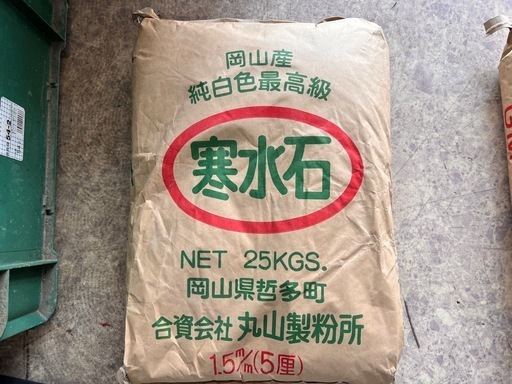 岡山産
純白色最高級
寒水石
NET 25KGS.
岡山県哲多町
合資会社 丸山製粉所
1.5m/m(5厘)